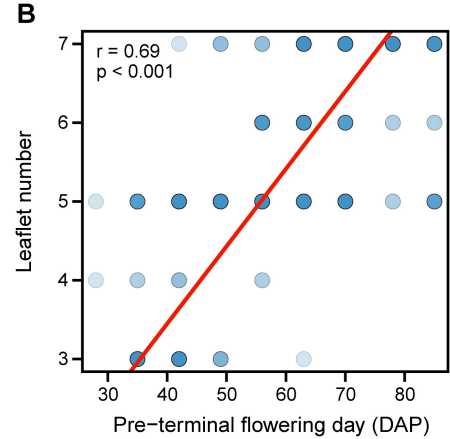 B
r = 0.69
p < 0.001
7
6
5
4
3
Leaflet number
30 40 50 60 70 80
Pre−terminal flowering day (DAP)